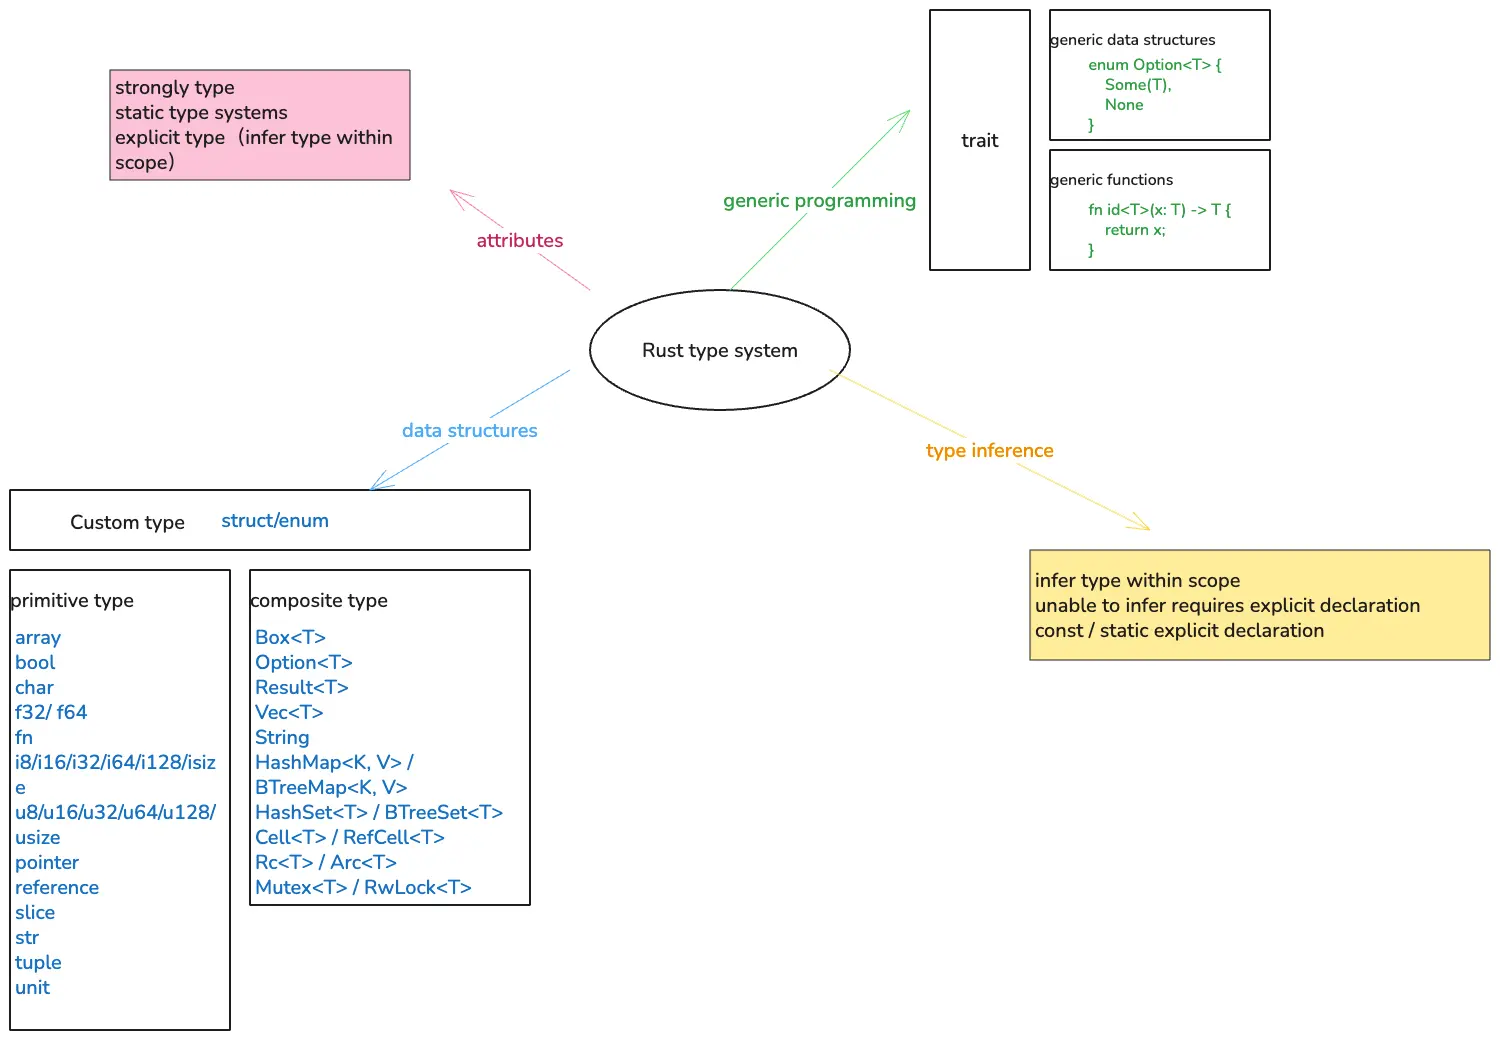 strongly type
static type systems
explicit type（infer type within
scope）
attributes
generic programming
trait
generic data structures
enum Option<T> {
Some(T),
None
}
generic functions
fn id<T>(x: T) -> T {
return x;
}
Rust type system
data structures
type inference
Custom type struct/enum
primitive type
array
bool
char
f32/ f64
fn
i8/i16/i32/i64/i128/isiz
e
u8/u16/u32/u64/u128/
usize
pointer
reference
slice
str
tuple
unit
composite type
Box<T>
Option<T>
Result<T>
Vec<T>
String
HashMap<K, V> /
BTreeMap<K, V>
HashSet<T> / BTreeSet<T>
Cell<T> / RefCell<T>
Rc<T> / Arc<T>
Mutex<T> / RwLock<T>
infer type within scope
unable to infer requires explicit declaration
const / static explicit declaration